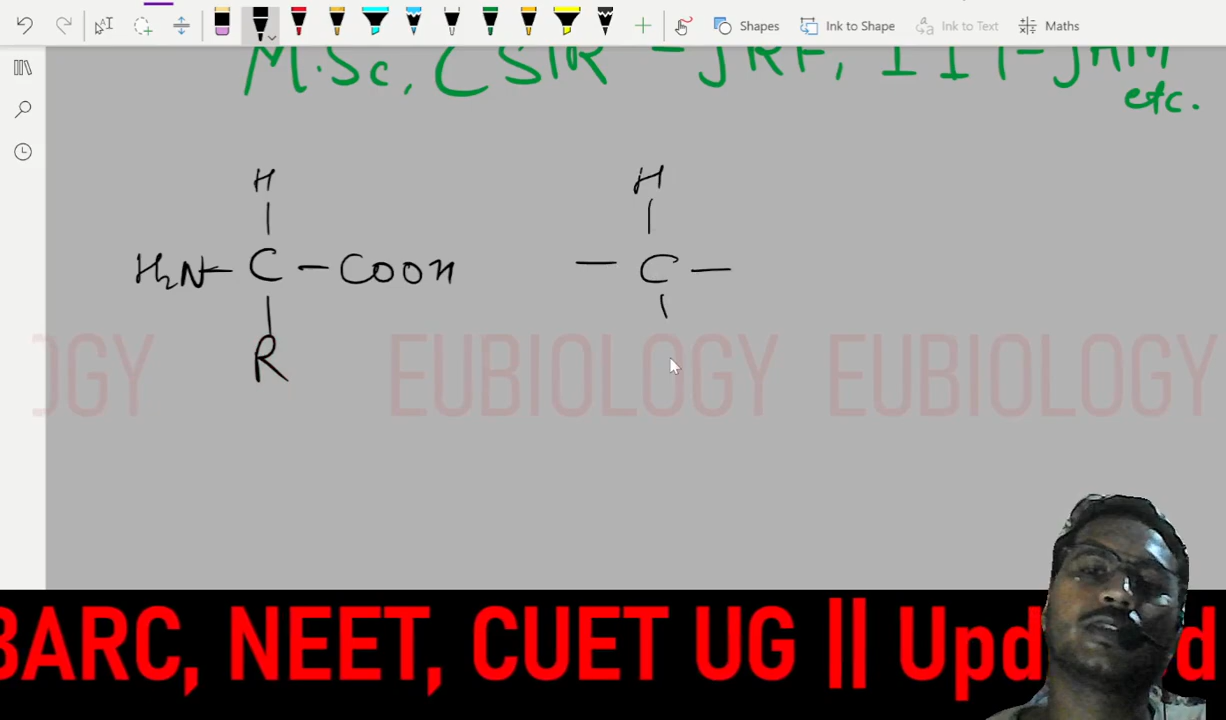 Shapes Ink to Shape Ink to Text Maths
M.Sc, CSIR - JRF, IIT-JAM
etc.
H H
H₂N- C - COOH - C -
R
OLOGY EUBIOLOGY EUBIOLOGY
BARC, NEET, CUET UG || Upd d